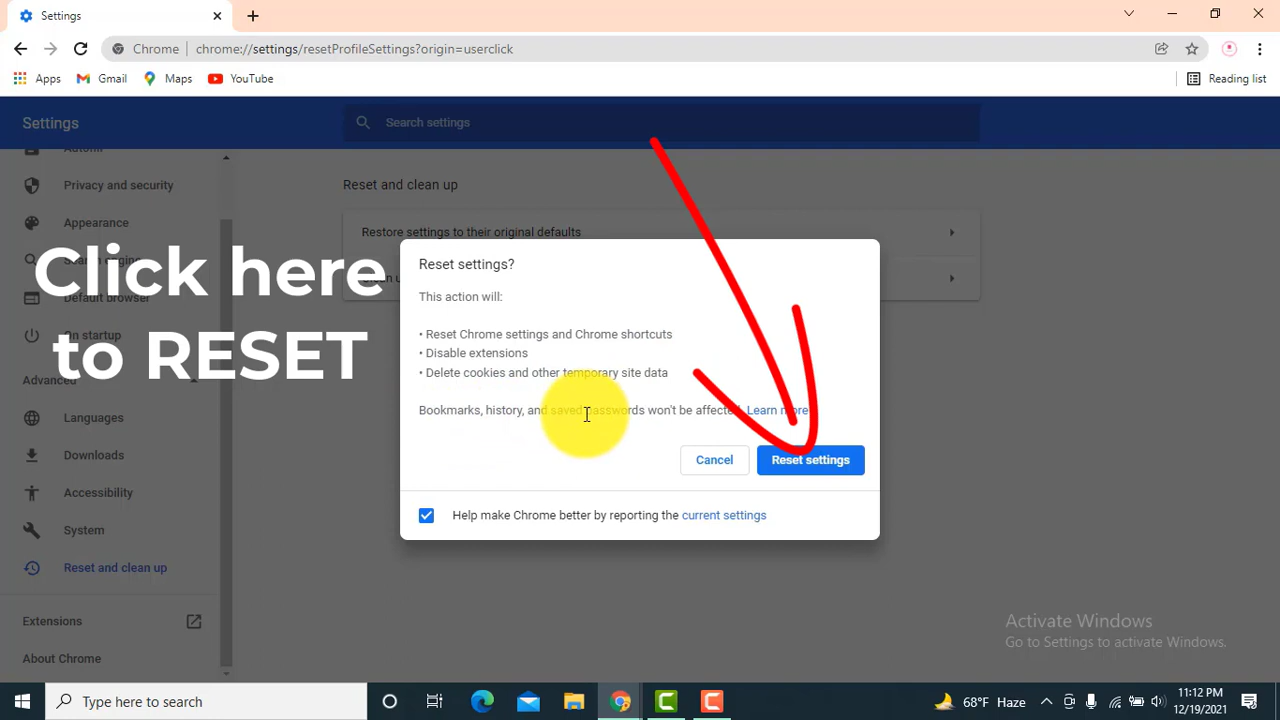 Settings
Chrome
chrome://settings/resetProfileSettings?origin=userclick
Apps
Gmail
Maps
YouTube
Reading list
Settings
Search settings
Autofill
Privacy and security
Appearance
Default browser
On startup
Advanced
Languages
Downloads
Accessibility
System
Reset and clean up
Extensions
About Chrome
Click here
to RESET
Reset and clean up
Restore settings to their original defaults
Reset settings?
This action will:
• Reset Chrome settings and Chrome shortcuts
• Disable extensions
• Delete cookies and other temporary site data
Bookmarks, history, and saved passwords won't be affected. Learn more
Cancel
Reset settings
Help make Chrome better by reporting the current settings
Activate Windows
Go to Settings to activate Windows.
Type here to search
68°F Haze
11:12 PM
12/19/2021